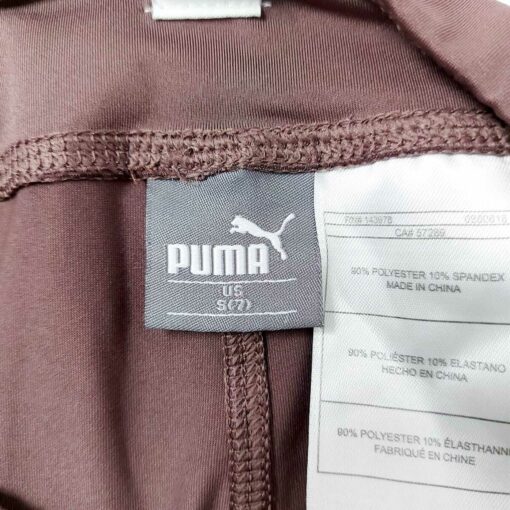 PUMA
US
S(7)
RN# 143978
CA# 57289
90% POLYESTER 10% SPANDEX
MADE IN CHINA
90% POLIÉSTER 10% ELASTANO
HECHO EN CHINA
90% POLYESTER 10% ÉLASTHANNE
FABRIQUÉ EN CHINE